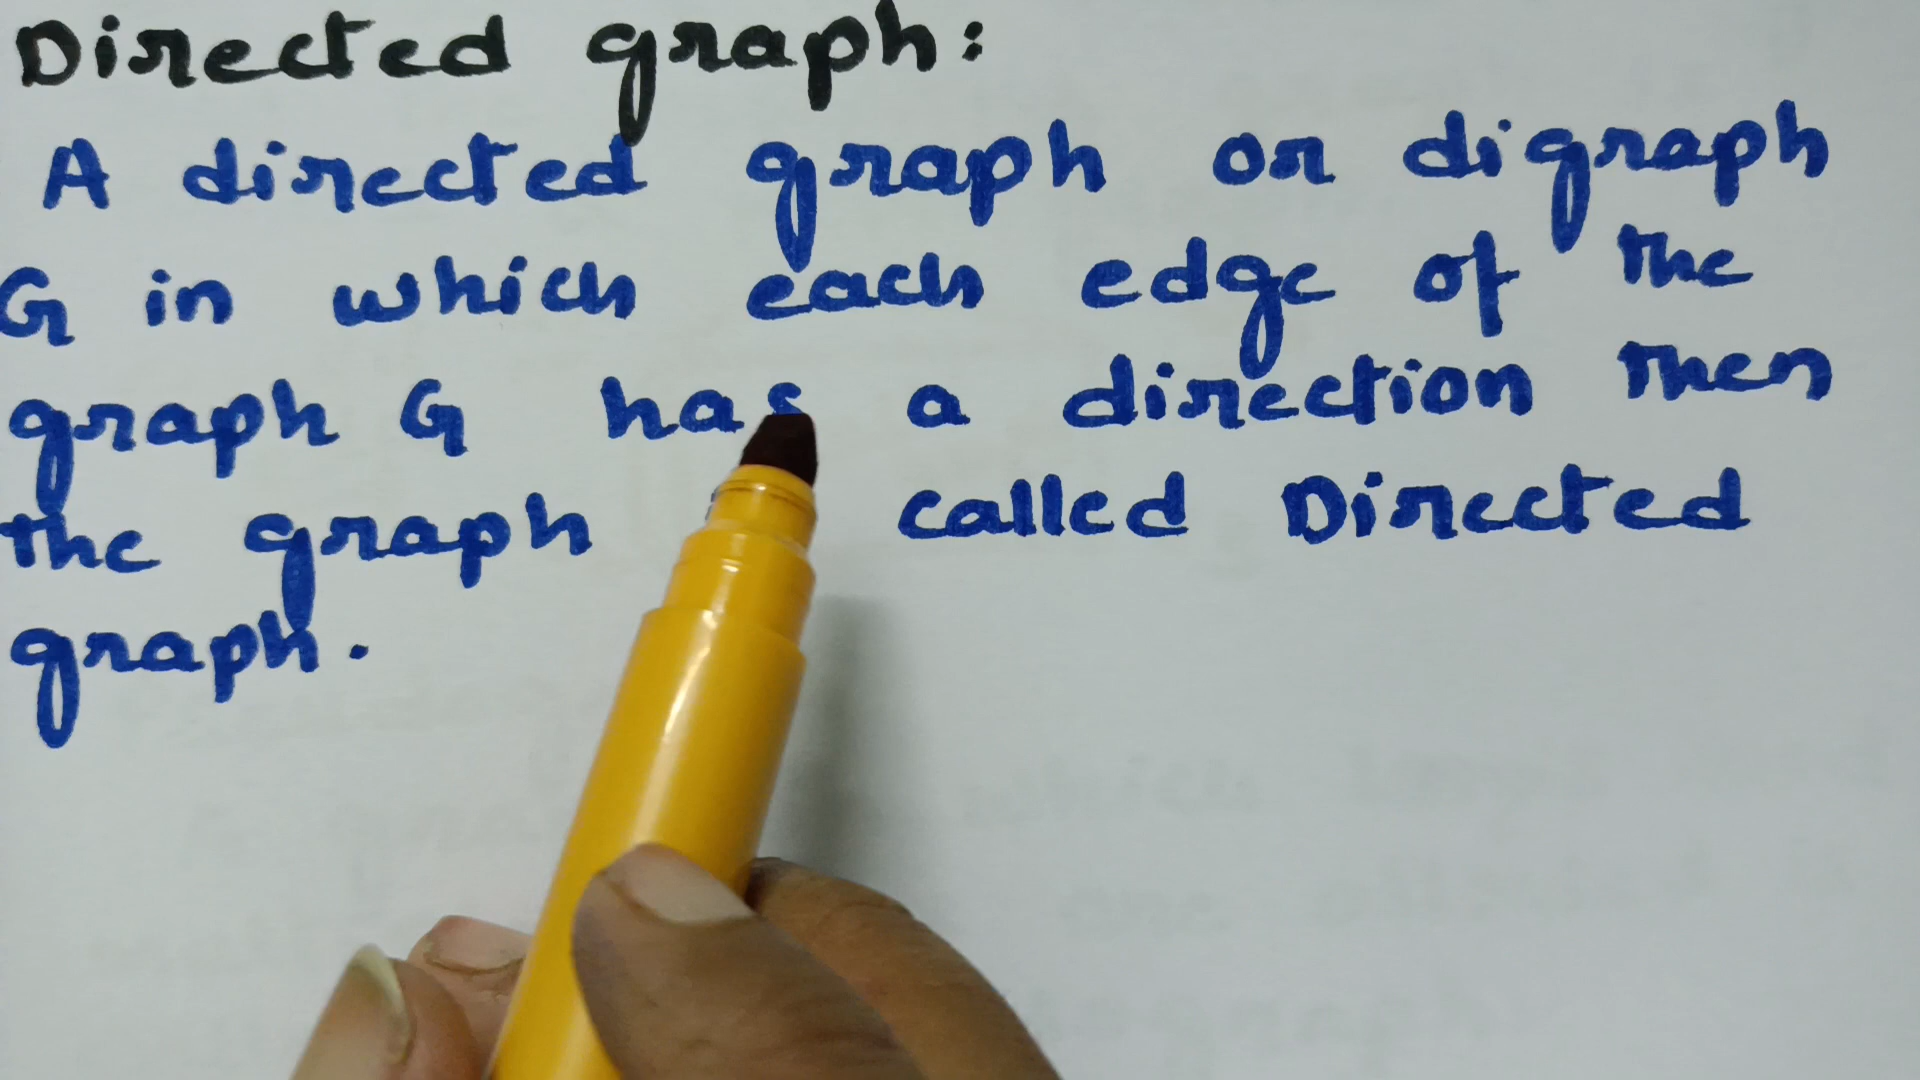 Directed graph:
A directed graph or digraph
G in which each edge of the
graph G has a direction then
the graph called Directed
graph.